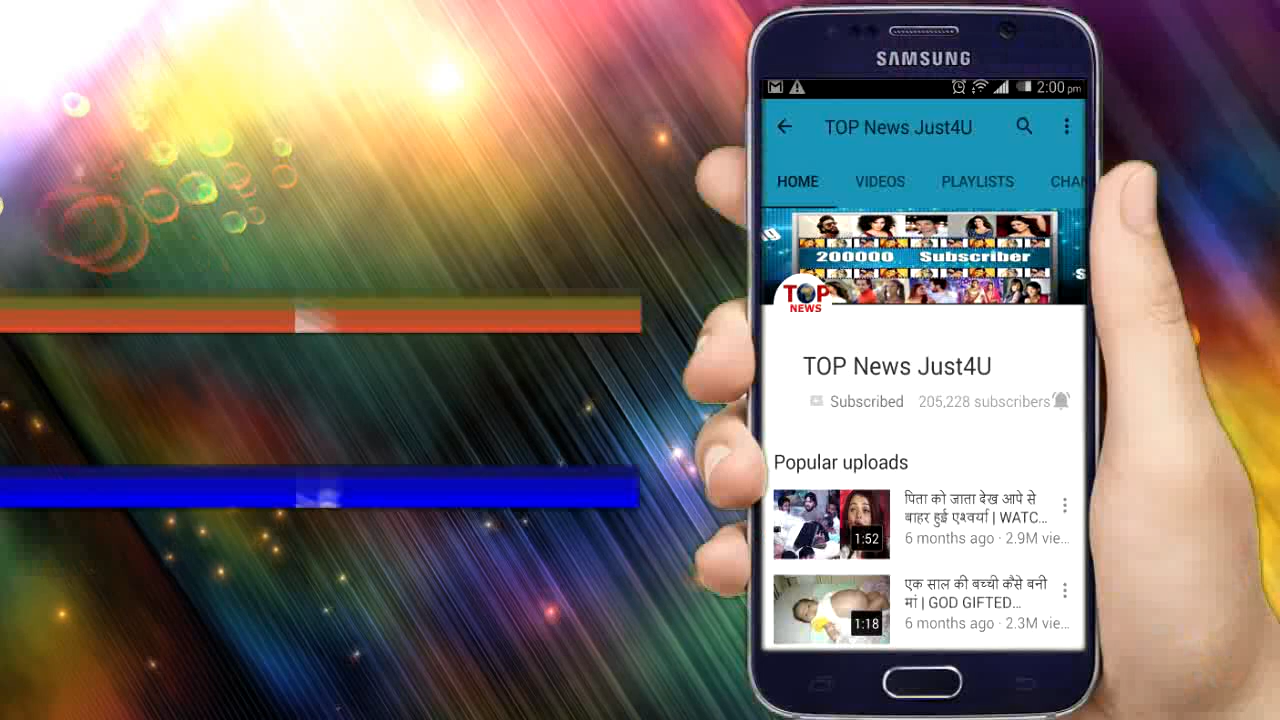 SAMSUNG
2:00 pm
TOP News Just4U
HOME VIDEOS PLAYLISTS CHAN
200000 Subscriber
TOP
NEWS
TOP News Just4U
Subscribed 205,228 subscribers
Popular uploads
पिता को जाता देख आपे से
बाहर हुई एश्वर्या | WATC...
1:52
6 months ago · 2.9M vie...
एक साल की बच्ची कैसे बनी
मां | GOD GIFTED...
1:18
6 months ago · 2.3M vie...